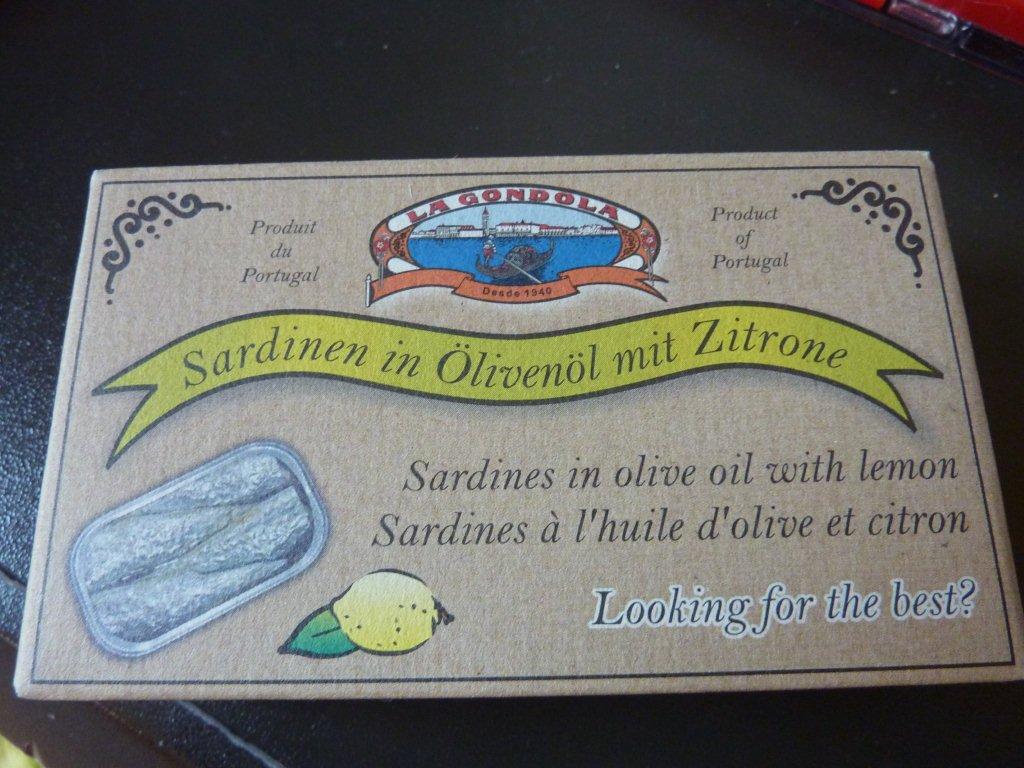 Produit
du
Portugal
LA GONDOLA
Desde 1940
Product
of
Portugal
Sardinen in Ölivenöl mit Zitrone
Sardines in olive oil with lemon
Sardines à l'huile d'olive et citron
Looking for the best?